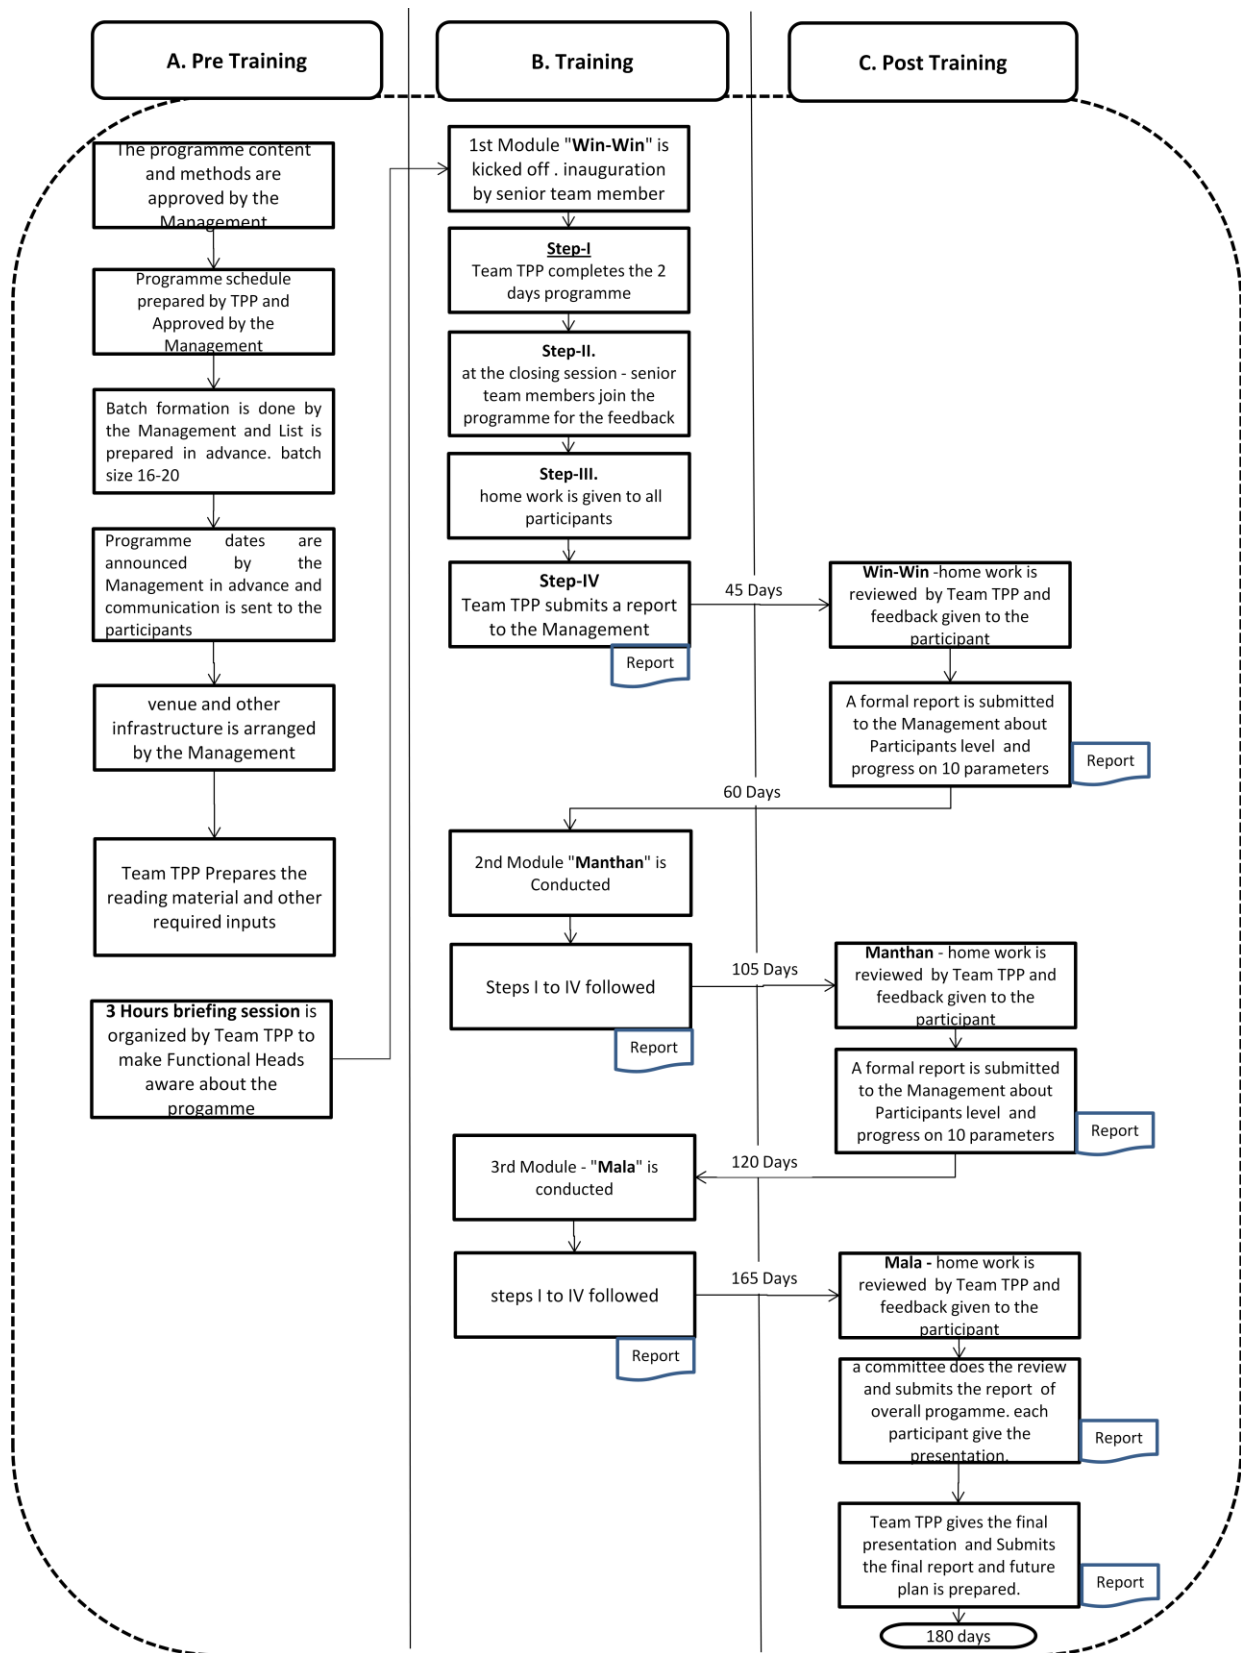 A. Pre Training
B. Training
C. Post Training
The programme content
and methods are
approved by the
Management
Programme schedule
prepared by TPP and
Approved by the
Management
Batch formation is done by
the Management and List is
prepared in advance. batch
size 16-20
Programme dates are
announced by the
Management in advance and
communication is sent to the
participants
venue and other
infrastructure is arranged
by the Management
Team TPP Prepares the
reading material and other
required inputs
3 Hours briefing session is
organized by Team TPP to
make Functional Heads
aware about the
progamme
1st Module "Win-Win" is
kicked off . inauguration
by senior team member
Step-I
Team TPP completes the 2
days programme
Step-II.
at the closing session - senior
team members join the
programme for the feedback
Step-III.
home work is given to all
participants
Step-IV
Team TPP submits a report
to the Management
Report
45 Days
Win-Win -home work is
reviewed by Team TPP and
feedback given to the
participant
A formal report is submitted
to the Management about
Participants level and
progress on 10 parameters
Report
60 Days
2nd Module "Manthan" is
Conducted
Steps I to IV followed
Report
105 Days
Manthan - home work is
reviewed by Team TPP and
feedback given to the
participant
A formal report is submitted
to the Management about
Participants level and
progress on 10 parameters
Report
120 Days
3rd Module - "Mala" is
conducted
steps I to IV followed
Report
165 Days
Mala - home work is
reviewed by Team TPP and
feedback given to the
participant
a committee does the review
and submits the report of
overall progamme. each
participant give the
presentation.
Report
Team TPP gives the final
presentation and Submits
the final report and future
plan is prepared.
Report
180 days